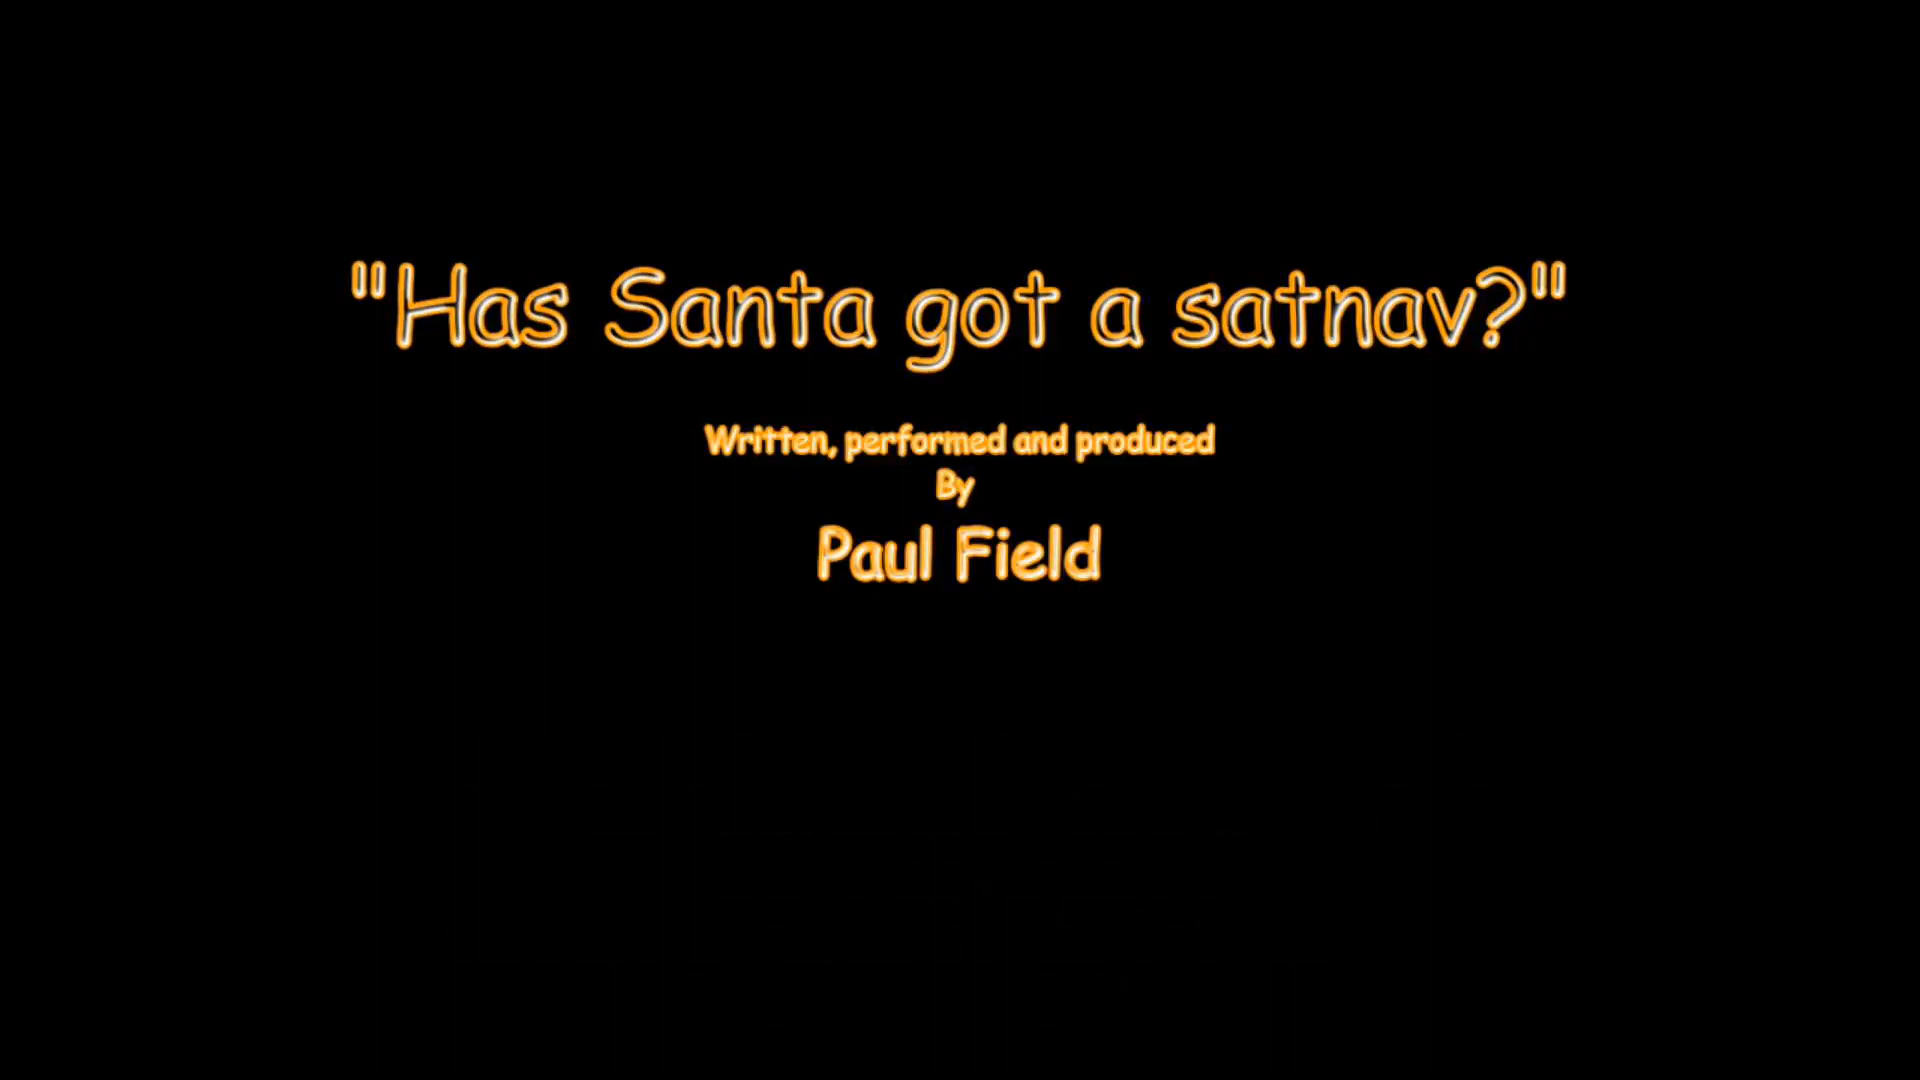 "Has Santa got a satnav?"
Written, performed and produced
By
Paul Field